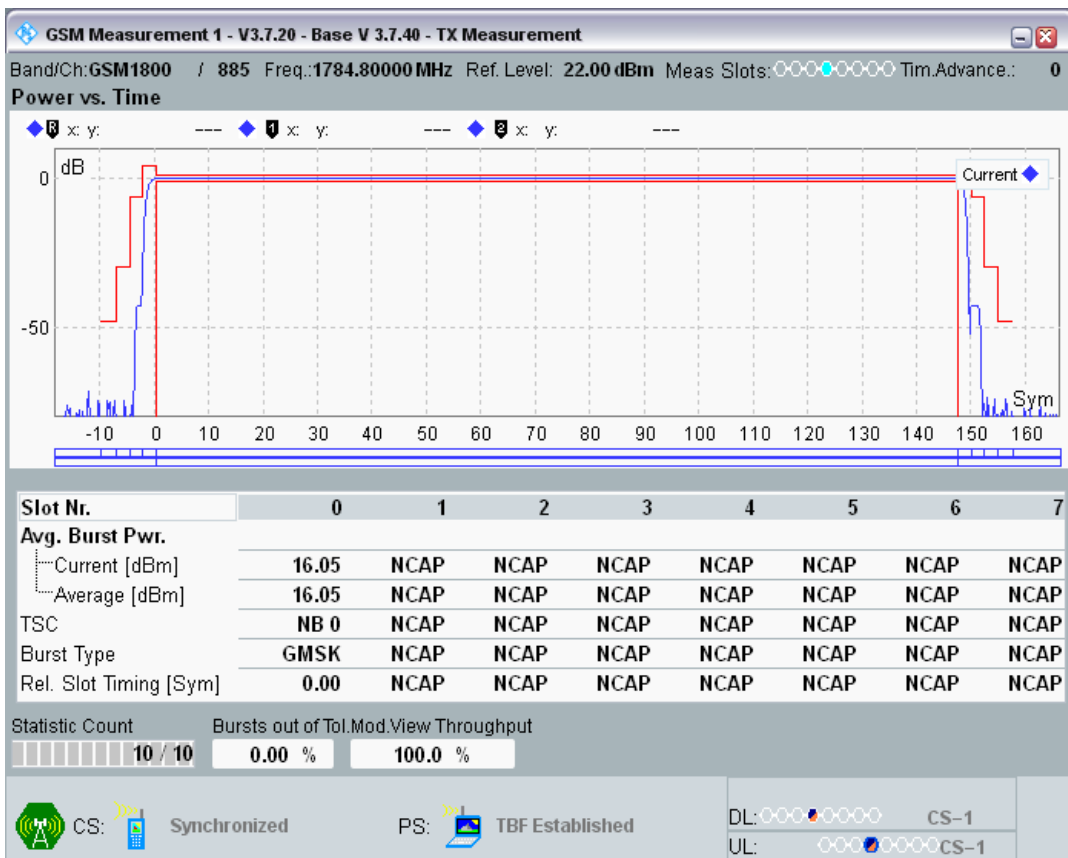 GSM Measurement 1 - V3.7.20 - Base V 3.7.40 - TX Measurement
Band/Ch:GSM1800 / 885 Freq.:1784.80000 MHz Ref. Level: 22.00 dBm Meas Slots: Tim.Advance.: 0
Power vs. Time
R x: y: --- 1 x: y: --- 2 x: y: ---
dB
0
Current
-50
Sym
-10 0 10 20 30 40 50 60 70 80 90 100 110 120 130 140 150 160
Slot Nr. 0 1 2 3 4 5 6 7
Avg. Burst Pwr.
Current [dBm] 16.05 NCAP NCAP NCAP NCAP NCAP NCAP NCAP
Average [dBm] 16.05 NCAP NCAP NCAP NCAP NCAP NCAP NCAP
TSC NB 0 NCAP NCAP NCAP NCAP NCAP NCAP NCAP
Burst Type GMSK NCAP NCAP NCAP NCAP NCAP NCAP NCAP
Rel. Slot Timing [Sym] 0.00 NCAP NCAP NCAP NCAP NCAP NCAP NCAP
Statistic Count Bursts out of Tol.Mod.View Throughput
10 / 10 0.00 % 100.0 %
CS: Synchronized PS: TBF Established
DL: CS-1
UL: CS-1